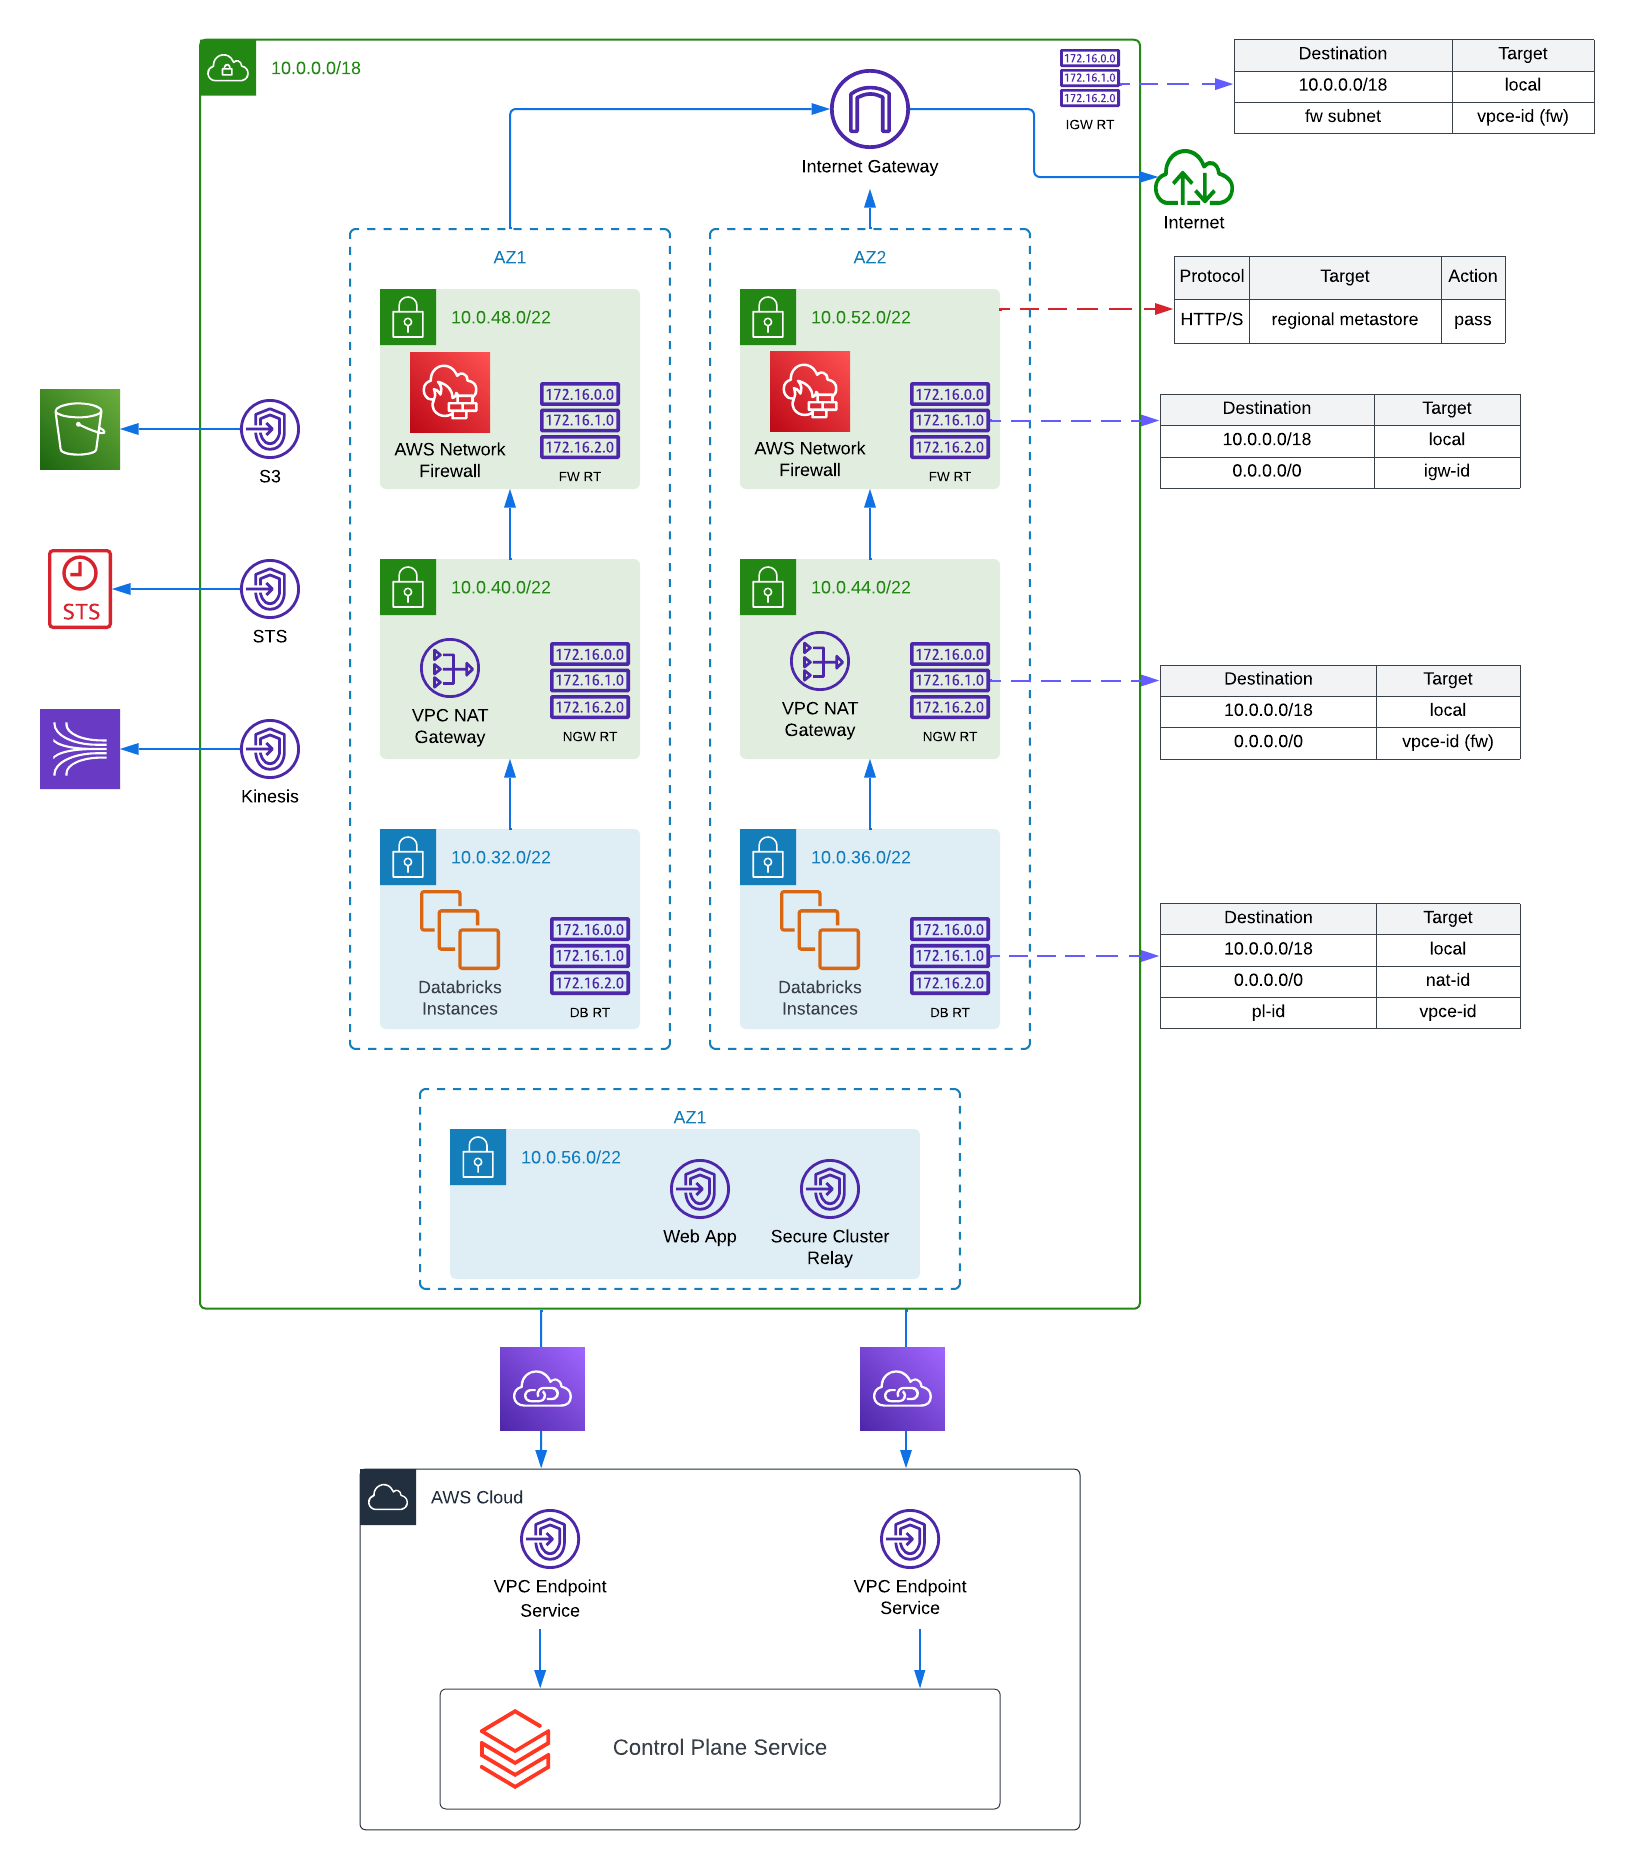 10.0.0.0/18
172.16.0.0
172.16.1.0
172.16.2.0
IGW RT
Destination Target
10.0.0.0/18 local
fw subnet vpce-id (fw)
Internet Gateway
Internet
AZ1
AZ2
Protocol Target Action
HTTP/S regional metastore pass
10.0.48.0/22
AWS Network
Firewall
172.16.0.0
172.16.1.0
172.16.2.0
FW RT
10.0.52.0/22
AWS Network
Firewall
172.16.0.0
172.16.1.0
172.16.2.0
FW RT
Destination Target
10.0.0.0/18 local
0.0.0.0/0 igw-id
S3
STS
STS
Kinesis
10.0.40.0/22
VPC NAT
Gateway
172.16.0.0
172.16.1.0
172.16.2.0
NGW RT
10.0.44.0/22
VPC NAT
Gateway
172.16.0.0
172.16.1.0
172.16.2.0
NGW RT
Destination Target
10.0.0.0/18 local
0.0.0.0/0 vpce-id (fw)
10.0.32.0/22
Databricks
Instances
172.16.0.0
172.16.1.0
172.16.2.0
DB RT
10.0.36.0/22
Databricks
Instances
172.16.0.0
172.16.1.0
172.16.2.0
DB RT
Destination Target
10.0.0.0/18 local
0.0.0.0/0 nat-id
pl-id vpce-id
AZ1
10.0.56.0/22
Web App
Secure Cluster
Relay
AWS Cloud
VPC Endpoint
Service
VPC Endpoint
Service
Control Plane Service